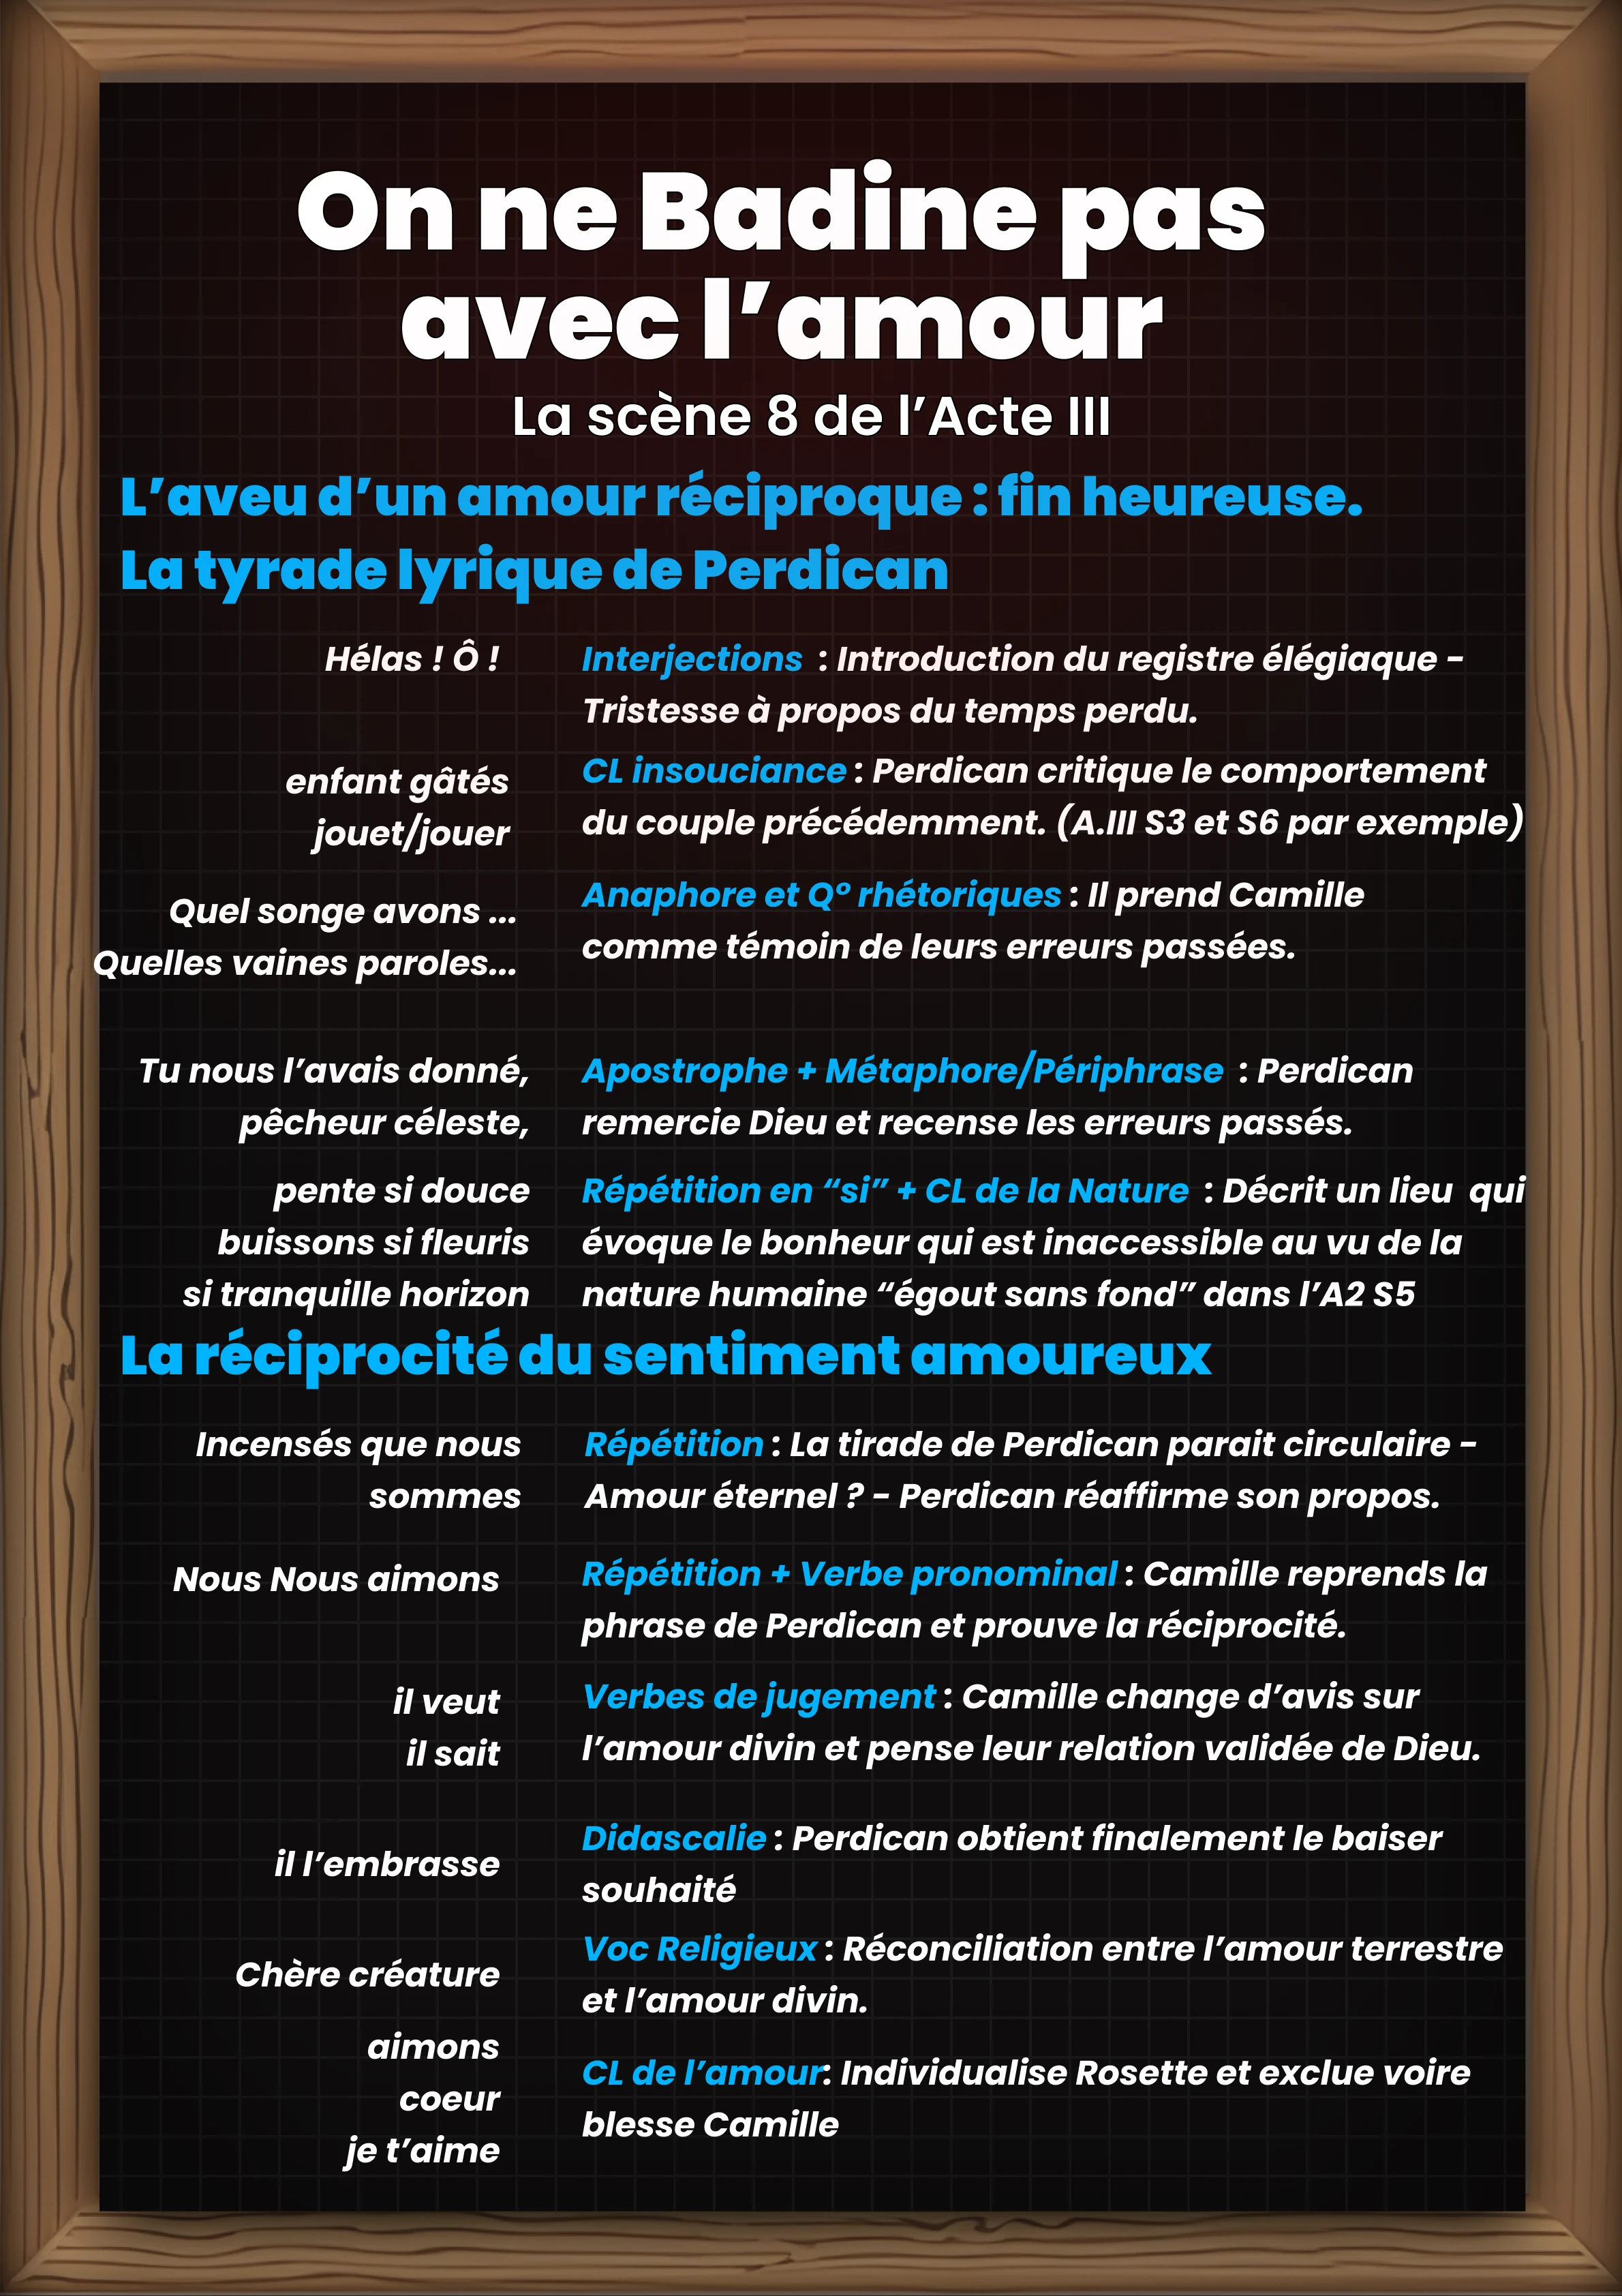 On ne Badine pas
avec l’amour
La scène 8 de l’Acte III
L’aveu d’un amour réciproque : fin heureuse.
La tyrade lyrique de Perdican
Hélas ! Ô !
Interjections : Introduction du registre élégiaque -
Tristesse à propos du temps perdu.
enfant gâtés
jouet/jouer
CL insouciance : Perdican critique le comportement
du couple précédemment. (A.III S3 et S6 par exemple)
Quel songe avons ...
Quelles vaines paroles...
Anaphore et Qº rhétoriques : Il prend Camille
comme témoin de leurs erreurs passées.
Tu nous l’avais donné,
pêcheur céleste,
Apostrophe + Métaphore/Périphrase : Perdican
remercie Dieu et recense les erreurs passés.
pente si douce
buissons si fleuris
si tranquille horizon
Répétition en “si” + CL de la Nature : Décrit un lieu qui
évoque le bonheur qui est inaccessible au vu de la
nature humaine “égout sans fond” dans l’A2 S5
La réciprocité du sentiment amoureux
Incensés que nous
sommes
Répétition : La tirade de Perdican parait circulaire -
Amour éternel ? - Perdican réaffirme son propos.
Nous Nous aimons
Répétition + Verbe pronominal : Camille reprends la
phrase de Perdican et prouve la réciprocité.
il veut
il sait
Verbes de jugement : Camille change d’avis sur
l’amour divin et pense leur relation validée de Dieu.
il l’embrasse
Didascalie : Perdican obtient finalement le baiser
souhaité
Chère créature
Voc Religieux : Réconciliation entre l’amour terrestre
et l’amour divin.
aimons
coeur
je t’aime
CL de l’amour: Individualise Rosette et exclue voire
blesse Camille